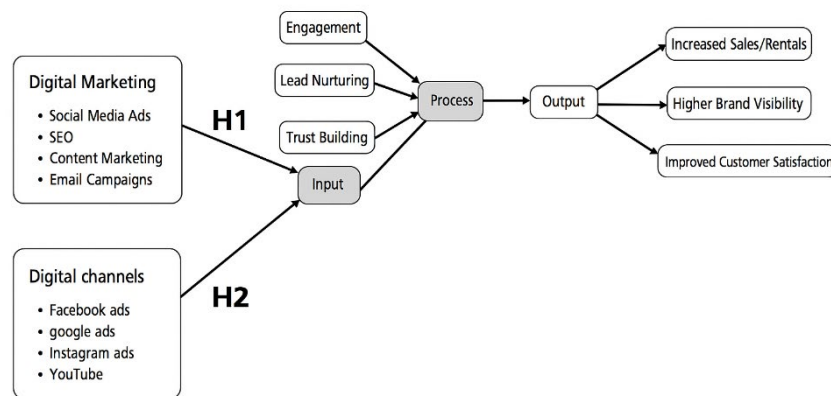 Digital Marketing
• Social Media Ads
• SEO
• Content Marketing
• Email Campaigns
H1
Digital channels
• Facebook ads
• google ads
• Instagram ads
• YouTube
H2
Input
Engagement
Lead Nurturing
Trust Building
Process
Output
Increased Sales/Rentals
Higher Brand Visibility
Improved Customer Satisfaction